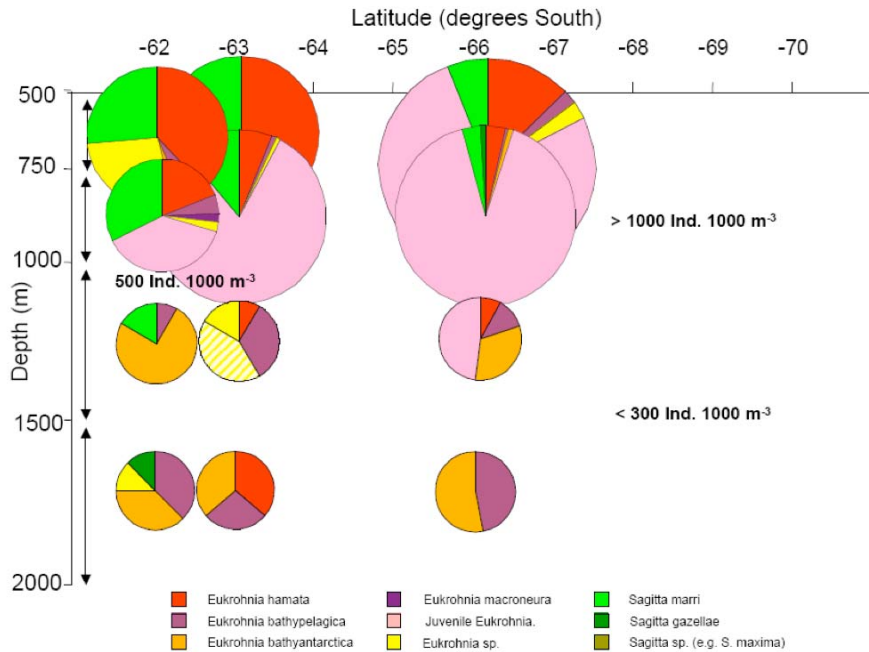 Latitude (degrees South)
-62 -63 -64 -65 -66 -67 -68 -69 -70
Depth (m)
500
750
1000
1500
2000
> 1000 Ind. 1000 m⁻³
500 Ind. 1000 m⁻³
< 300 Ind. 1000 m⁻³
Eukrohnia hamata
Eukrohnia bathypelagica
Eukrohnia bathyantarctica
Eukrohnia macroneura
Juvenile Eukrohnia.
Eukrohnia sp.
Sagitta marri
Sagitta gazellae
Sagitta sp. (e.g. S. maxima)